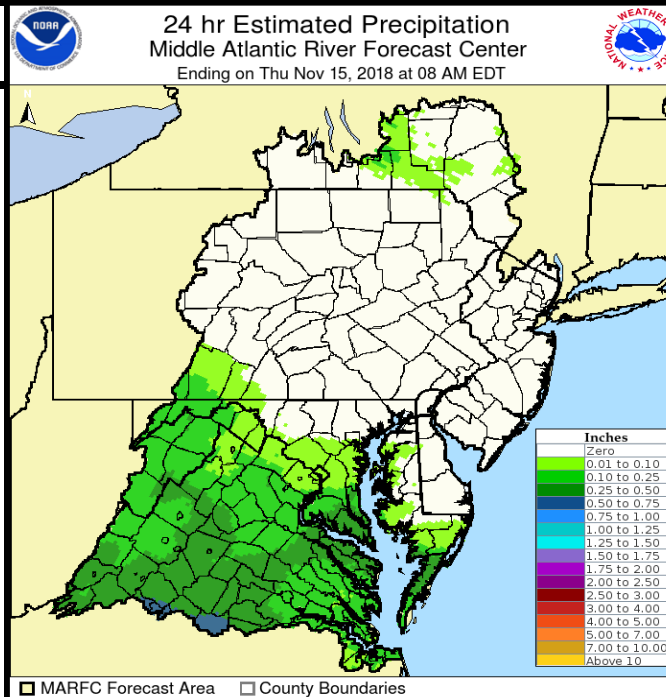 24 hr Estimated Precipitation
Middle Atlantic River Forecast Center
Ending on Thu Nov 15, 2018 at 08 AM EDT
NOAA
NATIONAL WEATHER
N
Inches
Zero
0.01 to 0.10
0.10 to 0.25
0.25 to 0.50
0.50 to 0.75
0.75 to 1.00
1.00 to 1.25
1.25 to 1.50
1.50 to 1.75
1.75 to 2.00
2.00 to 2.50
2.50 to 3.00
3.00 to 4.00
4.00 to 5.00
5.00 to 7.00
7.00 to 10.00
Above 10
MARFC Forecast Area
County Boundaries